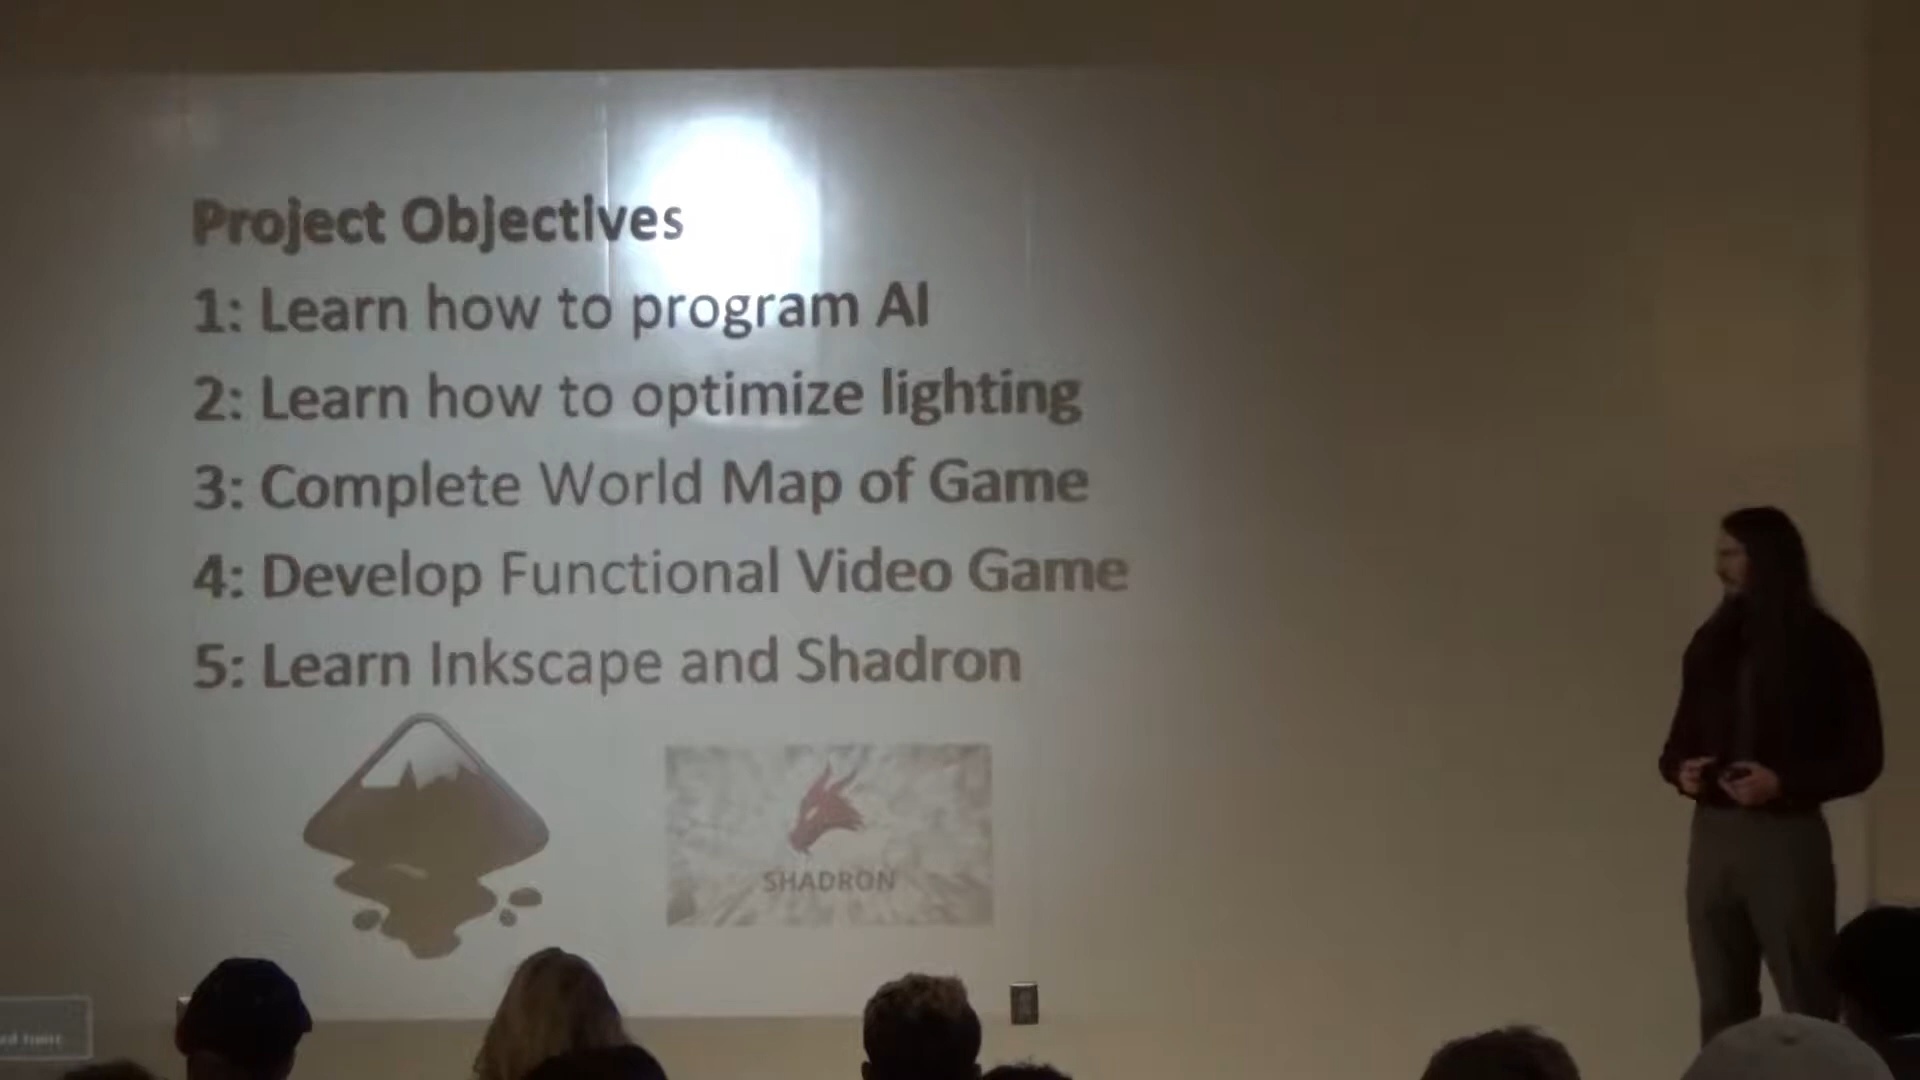 Project Objectives
1: Learn how to program AI
2: Learn how to optimize lighting
3: Complete World Map of Game
4: Develop Functional Video Game
5: Learn Inkscape and Shadron
SHADRON